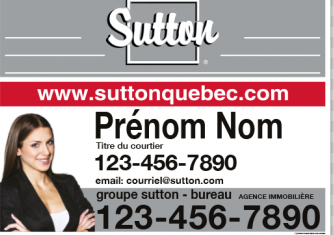 Sutton
www.suttonquebec.com
Prénom Nom
Titre du courtier
123-456-7890
email: courriel@sutton.com
groupe sutton - bureau AGENCE IMMOBILIÈRE
123-456-7890